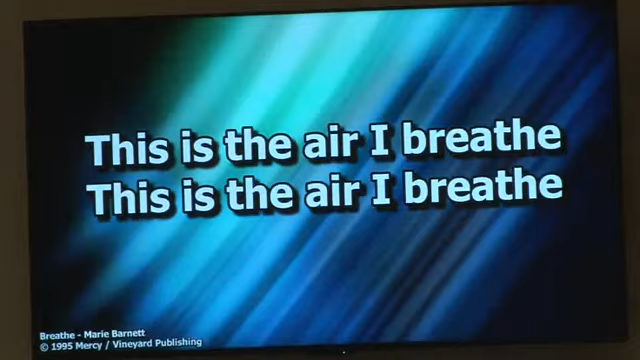 This is the air I breathe
This is the air I breathe
Breathe - Marie Barnett
© 1995 Mercy / Vineyard Publishing